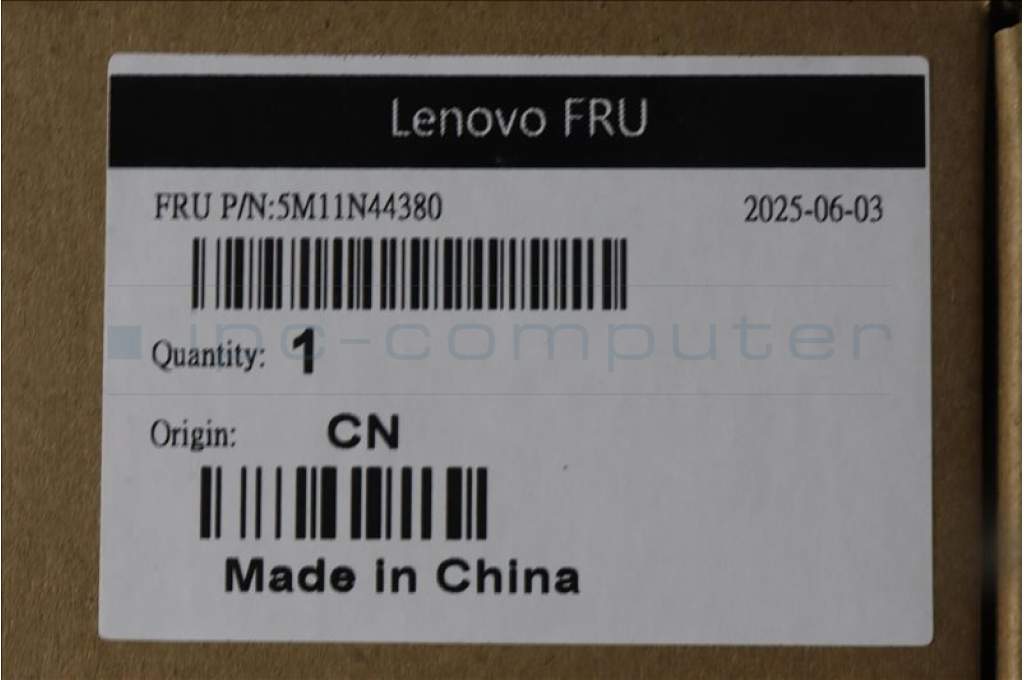 Lenovo FRU
FRU P/N:5M11N44380 2025-06-03
ipc-computer
Quantity: 1
Origin: CN
Made in China